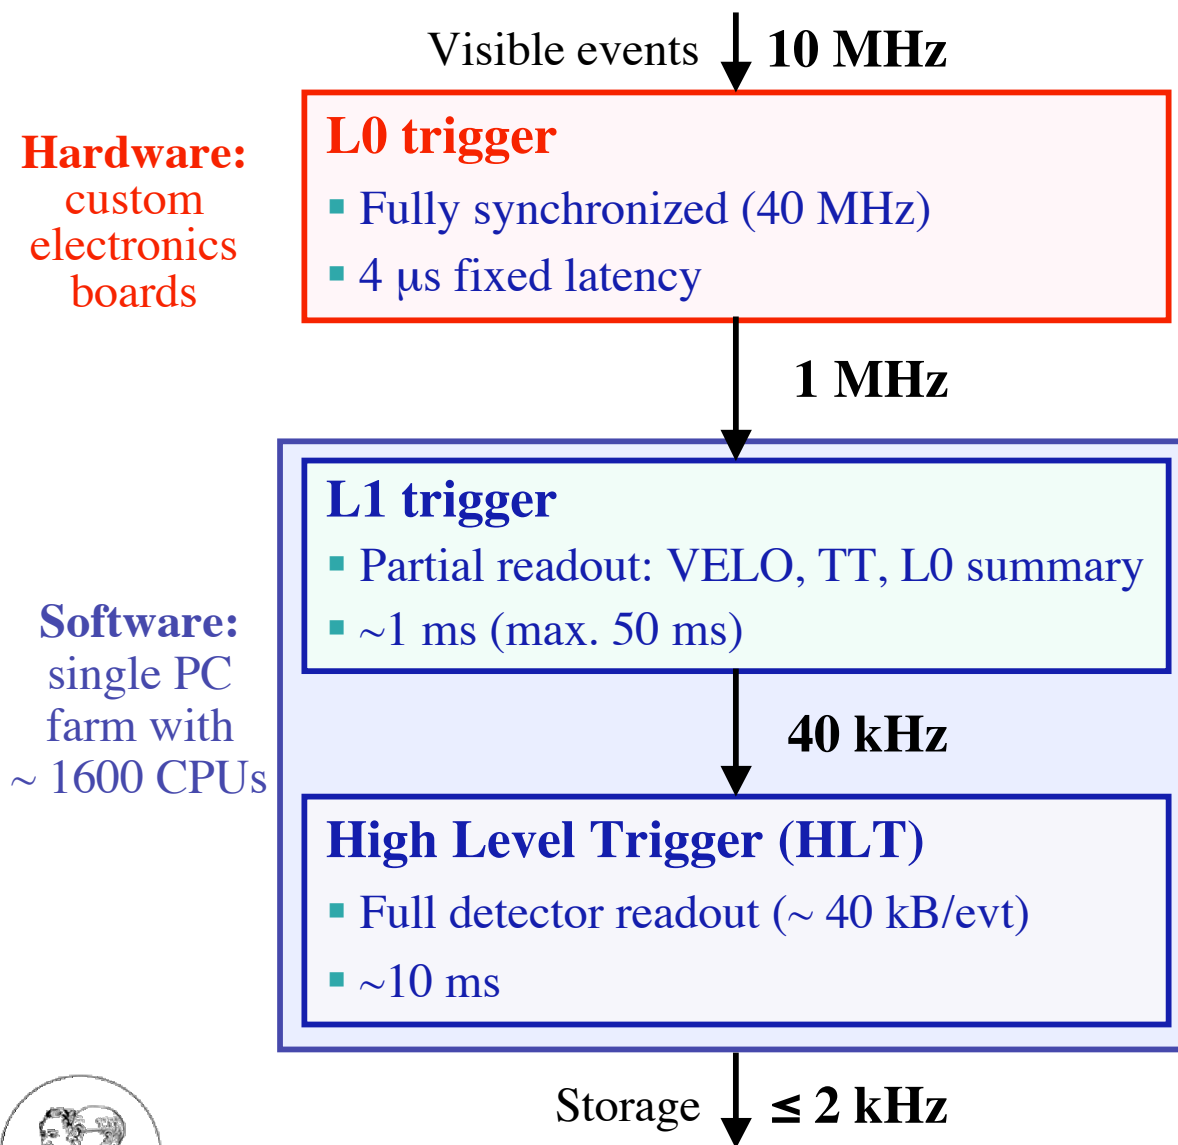 Visible events 10 MHz
Hardware:
custom
electronics
boards
L0 trigger
▪ Fully synchronized (40 MHz)
▪ 4 μs fixed latency
1 MHz
Software:
single PC
farm with
~ 1600 CPUs
L1 trigger
▪ Partial readout: VELO, TT, L0 summary
▪ ~1 ms (max. 50 ms)
40 kHz
High Level Trigger (HLT)
▪ Full detector readout (~ 40 kB/evt)
▪ ~10 ms
Storage ≤ 2 kHz